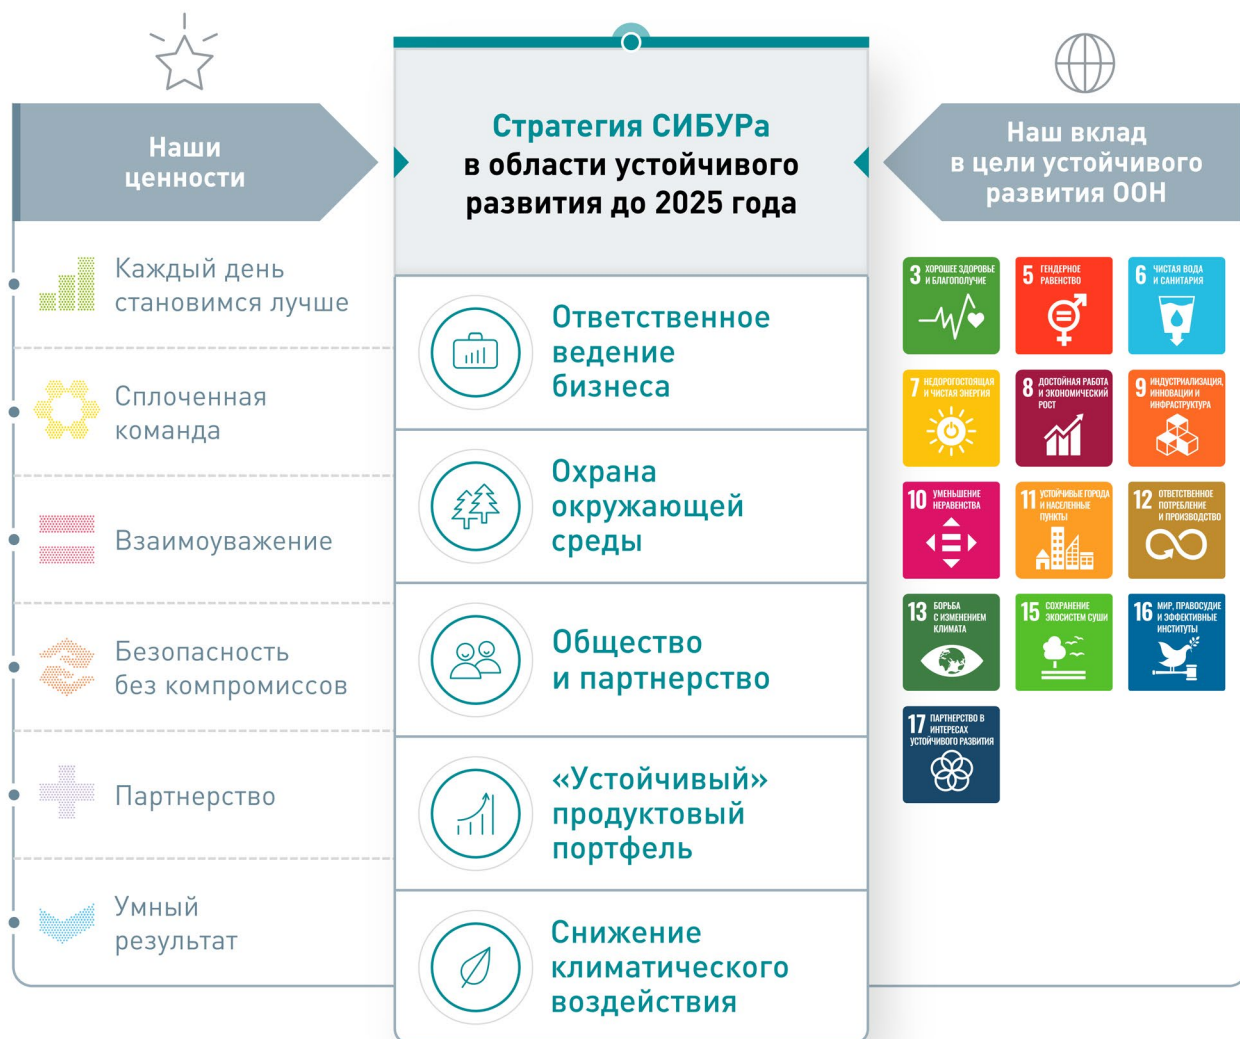 Наши
ценности
Каждый день
становимся лучше
Сплоченная
команда
Взаимоуважение
Безопасность
без компромиссов
Партнерство
Умный
результат
Стратегия СИБУРа
в области устойчивого
развития до 2025 года
Ответственное
ведение
бизнеса
Охрана
окружающей
среды
Общество
и партнерство
«Устойчивый»
продуктовый
портфель
Снижение
климатического
воздействия
Наш вклад
в цели устойчивого
развития ООН
3 ХОРОШЕЕ ЗДОРОВЬЕ
И БЛАГОПОЛУЧИЕ
5 ГЕНДЕРНОЕ
РАВЕНСТВО
6 ЧИСТАЯ ВОДА
И САНИТАРИЯ
7 НЕДОРОГОСТОЯЩАЯ
И ЧИСТАЯ ЭНЕРГИЯ
8 ДОСТОЙНАЯ РАБОТА
И ЭКОНОМИЧЕСКИЙ
РОСТ
9 ИНДУСТРИАЛИЗАЦИЯ,
ИННОВАЦИИ И
ИНФРАСТРУКТУРА
10 УМЕНЬШЕНИЕ
НЕРАВЕНСТВА
11 УСТОЙЧИВЫЕ ГОРОДА
И НАСЕЛЕННЫЕ
ПУНКТЫ
12 ОТВЕТСТВЕННОЕ
ПОТРЕБЛЕНИЕ
И ПРОИЗВОДСТВО
13 БОРЬБА
С ИЗМЕНЕНИЕМ
КЛИМАТА
15 СОХРАНЕНИЕ
ЭКОСИСТЕМ СУШИ
16 МИР, ПРАВОСУДИЕ
И ЭФФЕКТИВНЫЕ
ИНСТИТУТЫ
17 ПАРТНЕРСТВО В
ИНТЕРЕСАХ
УСТОЙЧИВОГО РАЗВИТИЯ